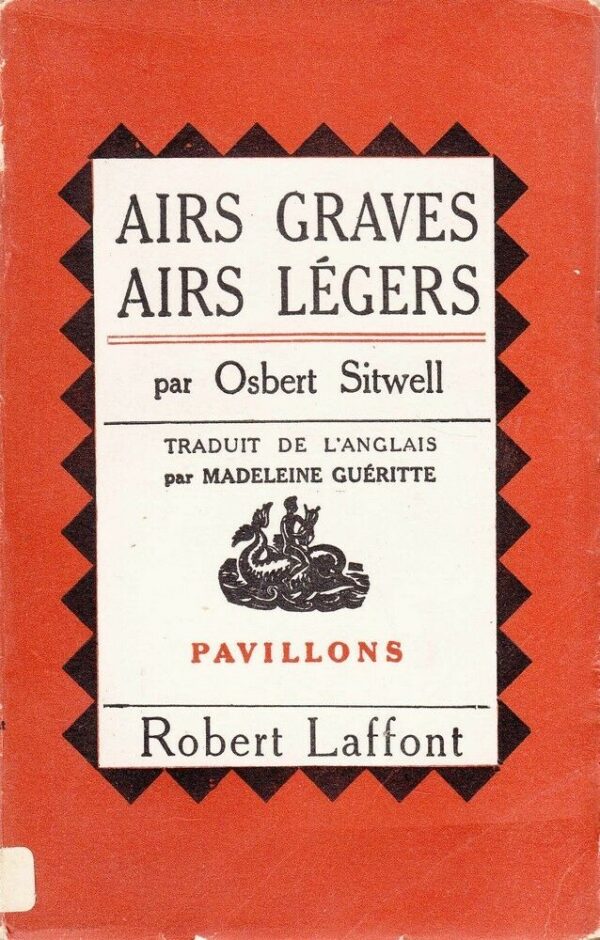 AIRS GRAVES
AIRS LÉGERS
par Osbert Sitwell
TRADUIT DE L'ANGLAIS
par MADELEINE GUÉRITTE
PAVILLONS
Robert Laffont